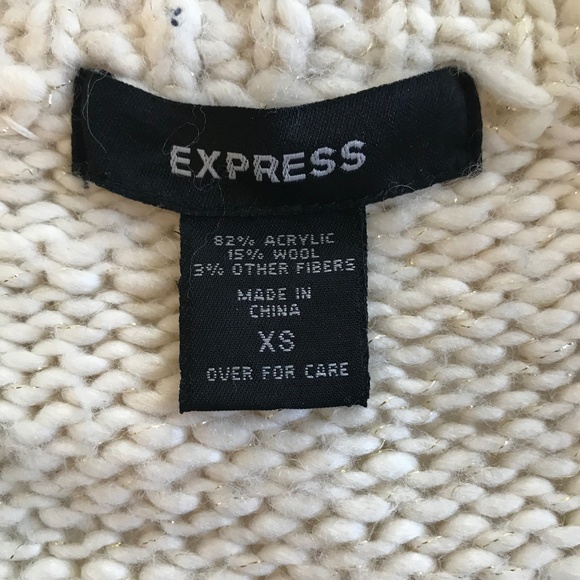 EXPRESS
82% ACRYLIC
15% WOOL
3% OTHER FIBERS
MADE IN
CHINA
XS
OVER FOR CARE